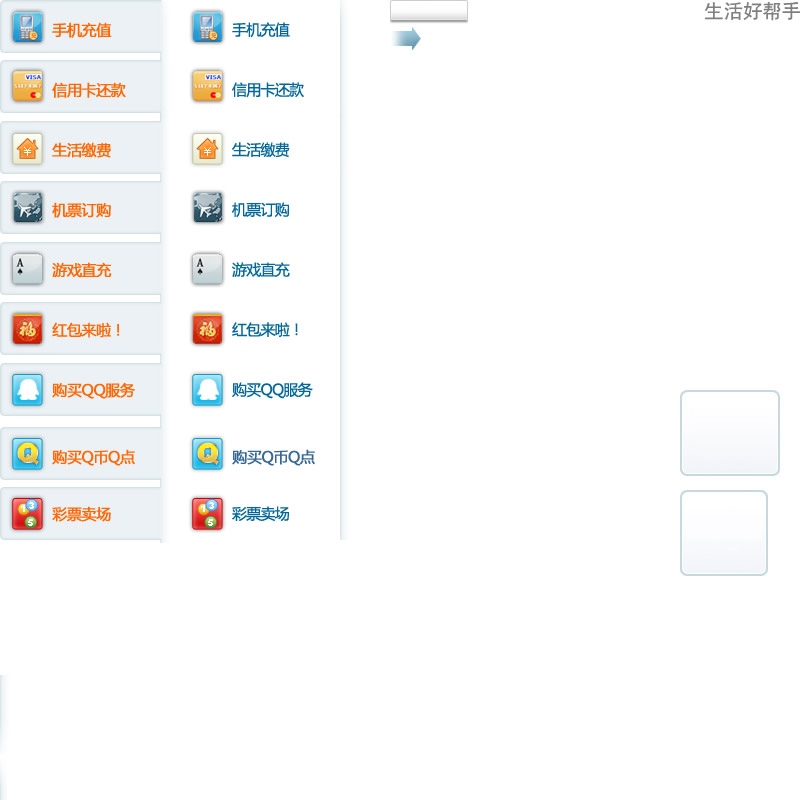 生活好帮手
手机充值 手机充值
VISA VISA
信用卡还款 信用卡还款
生活缴费 生活缴费
机票订购 机票订购
A A
游戏直充 游戏直充
福 福
红包来啦！ 红包来啦！
购买QQ服务 购买QQ服务
购买Q币Q点 购买Q币Q点
彩票卖场 彩票卖场